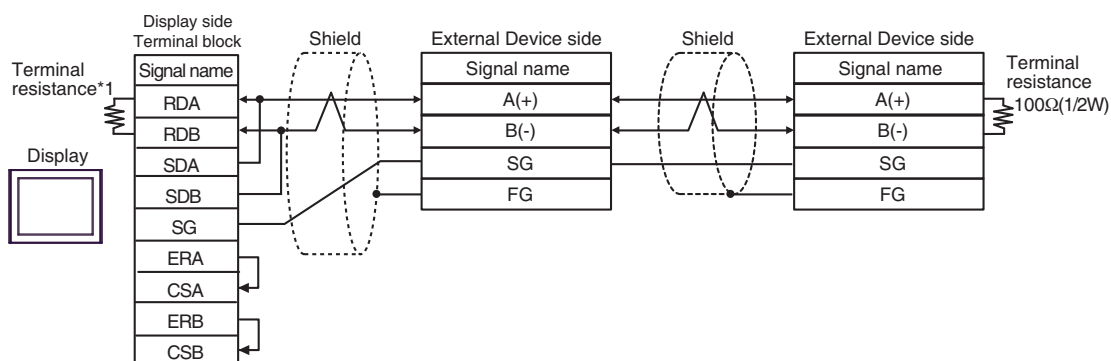 Display side
Terminal block
Signal name
RDA
RDB
SDA
SDB
SG
ERA
CSA
ERB
CSB
Terminal
resistance*1
Display
Shield
External Device side
Signal name
A(+)
B(-)
SG
FG
Shield
External Device side
Signal name
A(+)
B(-)
SG
FG
Terminal
resistance
100Ω(1/2W)